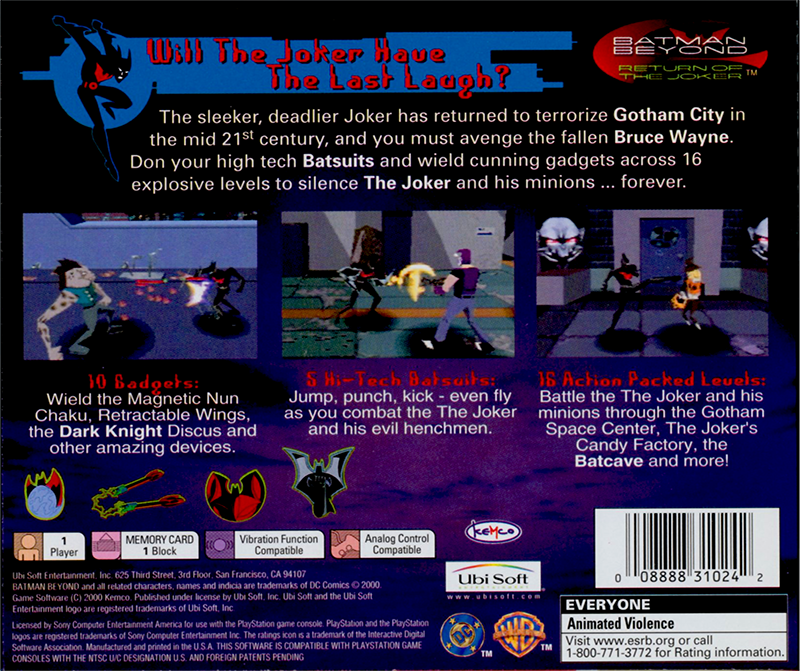 Will The Joker Have
The Last Laugh?
BATMAN
BEYOND
RETURN OF
THE JOKER™
The sleeker, deadlier Joker has returned to terrorize Gotham City in
the mid 21st century, and you must avenge the fallen Bruce Wayne.
Don your high tech Batsuits and wield cunning gadgets across 16
explosive levels to silence The Joker and his minions ... forever.
10 Gadgets:
Wield the Magnetic Nun
Chaku, Retractable Wings,
the Dark Knight Discus and
other amazing devices.
5 Hi-Tech Batsuits:
Jump, punch, kick - even fly
as you combat the The Joker
and his evil henchmen.
16 Action Packed Levels:
Battle the The Joker and his
minions through the Gotham
Space Center, The Joker's
Candy Factory, the
Batcave and more!
1
Player
MEMORY CARD
1 Block
Vibration Function
Compatible
Analog Control
Compatible
KEMCO
Ubi Soft Entertainment, Inc. 625 Third Street, 3rd Floor, San Francisco, CA 94107
BATMAN BEYOND and all related characters, names and indicia are trademarks of DC Comics © 2000.
Game Software (C) 2000 Kemco. Published under license by Ubi Soft, Inc. Ubi Soft and the Ubi Soft
Entertainment logo are registered trademarks of Ubi Soft, Inc
Licensed by Sony Computer Entertainment America for use with the PlayStation game console. PlayStation and the PlayStation
logos are registered trademarks of Sony Computer Entertainment Inc. The ratings icon is a trademark of the Interactive Digital
Software Association. Manufactured and printed in the U.S.A. THIS SOFTWARE IS COMPATIBLE WITH PLAYSTATION GAME
CONSOLES WITH THE NTSC U/C DESIGNATION U.S. AND FOREIGN PATENTS PENDING
Ubi Soft
www.ubisoft.com
DC
TM
WB
TM
0 08888 31024 2
EVERYONE
Animated Violence
Visit www.esrb.org or call
1-800-771-3772 for Rating information.